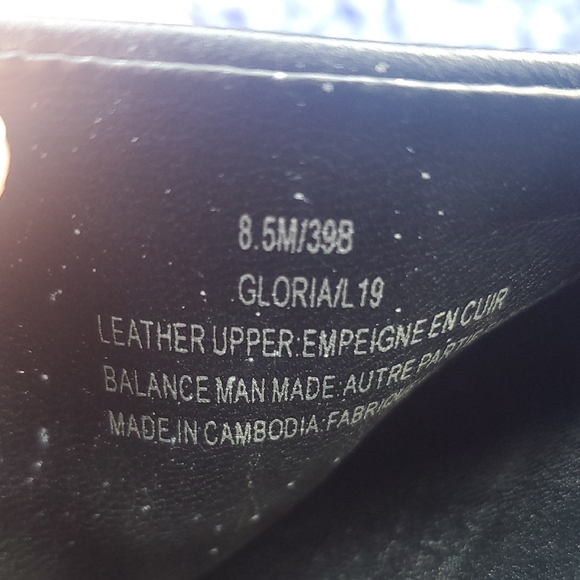 8.5M/39B
GLORIA/L19
LEATHER UPPER:EMPEIGNE EN CUIR
BALANCE MAN MADE:AUTRE
MADE IN CAMBODIA: